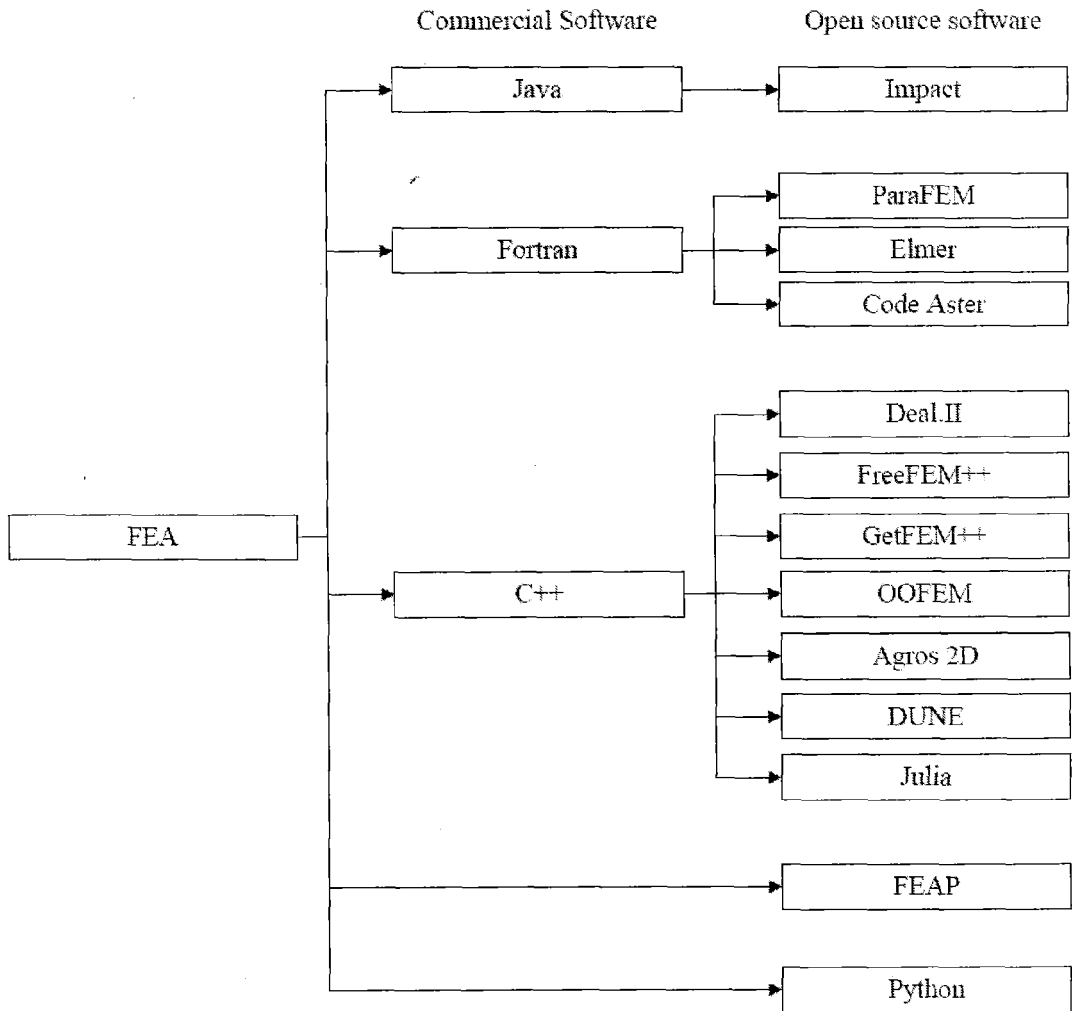 Commercial Software
Open source software
Java
Impact
ParaFEM
Fortran
Elmer
Code Aster
Deal.II
FreeFEM++
FEA
GetFEM++
C++
OOFEM
Agros 2D
DUNE
Julia
FEAP
Python